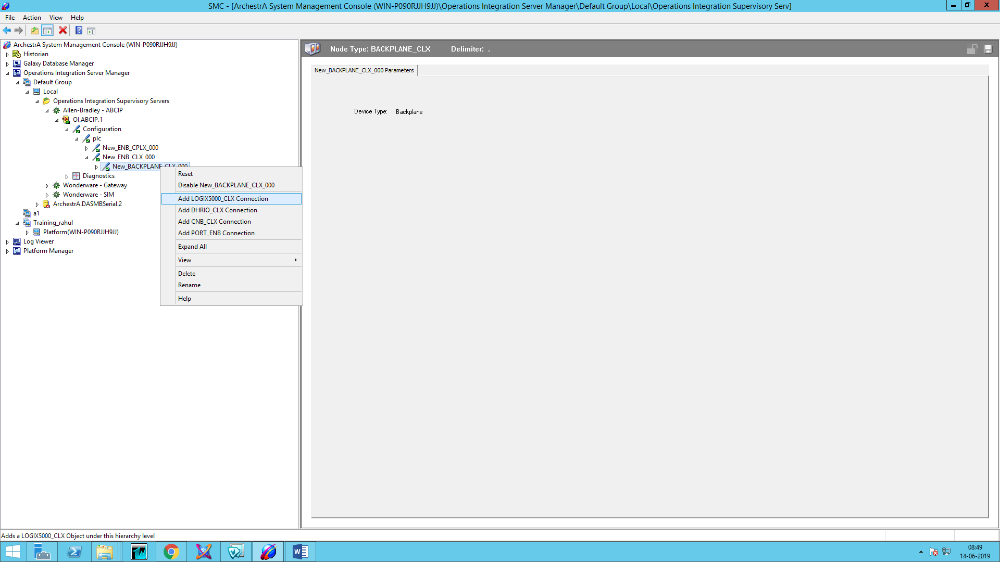 SMC - [ArchestrA System Management Console (WIN-P090RJJH9JJ)\Operations Integration Server Manager\Default Group\Local\Operations Integration Supervisory Serv]
File Action View Help
ArchestrA System Management Console (WIN-P090RJJH9JJ)
Historian
Galaxy Database Manager
Operations Integration Server Manager
Default Group
Local
Operations Integration Supervisory Servers
Allen-Bradley - ABCIP
OI.ABCIP.1
Configuration
plc
New_ENB_CPLX_000
New_ENB_CLX_000
New_BACKPLANE_CLX_000
Diagnostics
Wonderware - Gateway
Wonderware - SIM
ArchestrA.DASMBSerial.2
a1
Training_rahul
Platform(WIN-P090RJJH9JJ)
Log Viewer
Platform Manager
Reset
Disable New_BACKPLANE_CLX_000
Add LOGIX5000_CLX Connection
Add DHRIO_CLX Connection
Add CNB_CLX Connection
Add PORT_ENB Connection
Expand All
View
Delete
Rename
Help
Node Type: BACKPLANE_CLX Delimiter: .
New_BACKPLANE_CLX_000 Parameters
Device Type: Backplane
Adds a LOGIX5000_CLX Object under this hierarchy level
08:49
14-06-2019